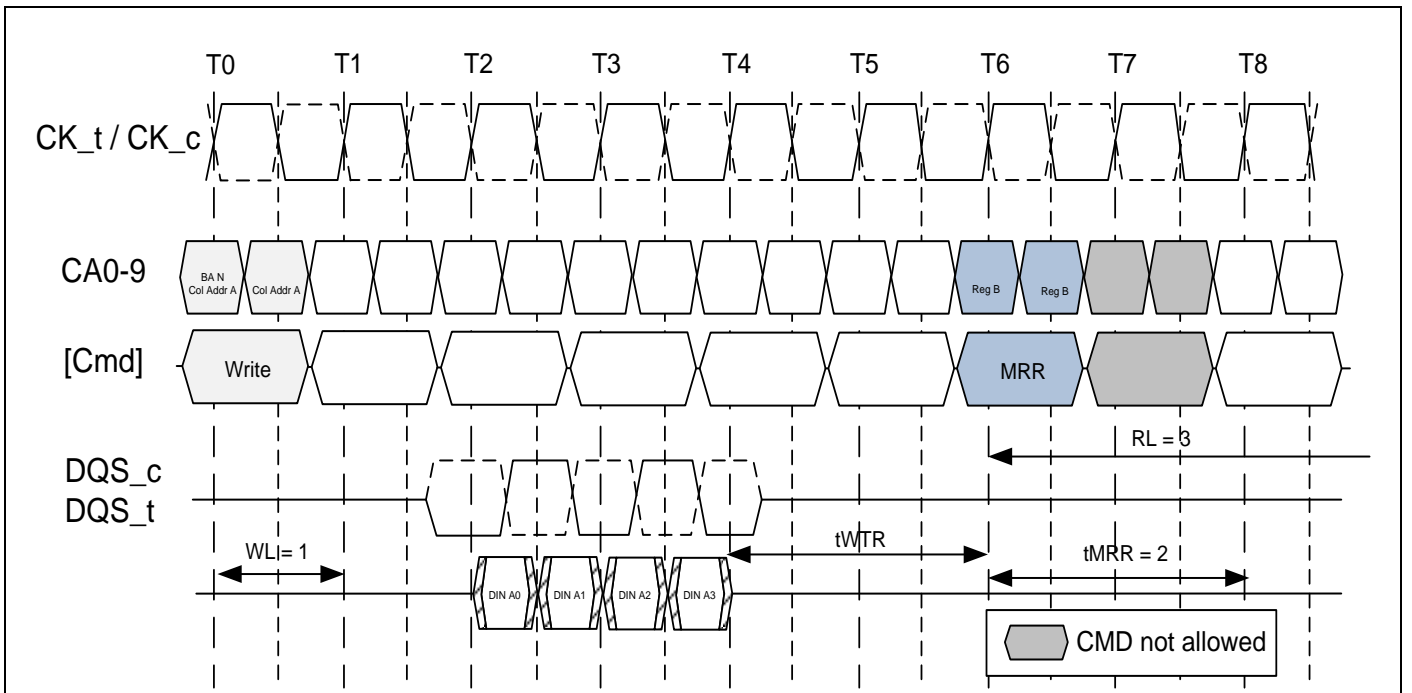 T0 T1 T2 T3 T4 T5 T6 T7 T8
CK_t / CK_c
CA0-9
BA N
Col Addr A
Col Addr A
Reg B
Reg B
[Cmd]
Write
MRR
RL = 3
DQS_c
DQS_t
WL = 1
tWTR
tMRR = 2
DIN A0
DIN A1
DIN A2
DIN A3
CMD not allowed